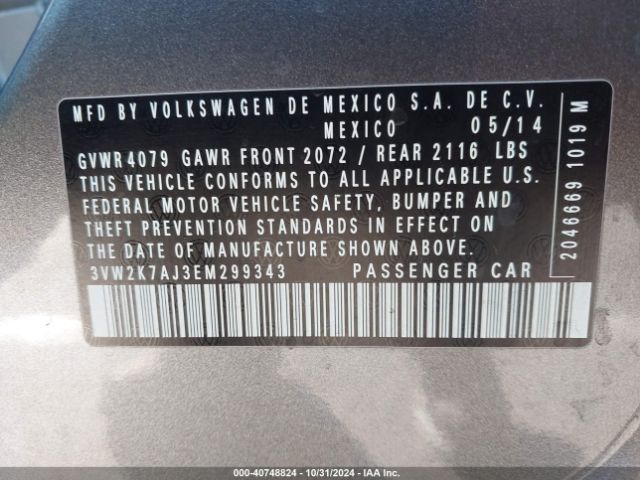 MFD BY VOLKSWAGEN DE MEXICO S.A. DE C.V.
MEXICO 05/14
GVWR 4079 GAWR FRONT 2072 / REAR 2116 LBS
THIS VEHICLE CONFORMS TO ALL APPLICABLE U.S.
FEDERAL MOTOR VEHICLE SAFETY, BUMPER AND
THEFT PREVENTION STANDARDS IN EFFECT ON
THE DATE OF MANUFACTURE SHOWN ABOVE.
3VW2K7AJ3EM299343 PASSENGER CAR
2046669 1019 M
000-40748824 | 10/31/2024 | IAA Inc.